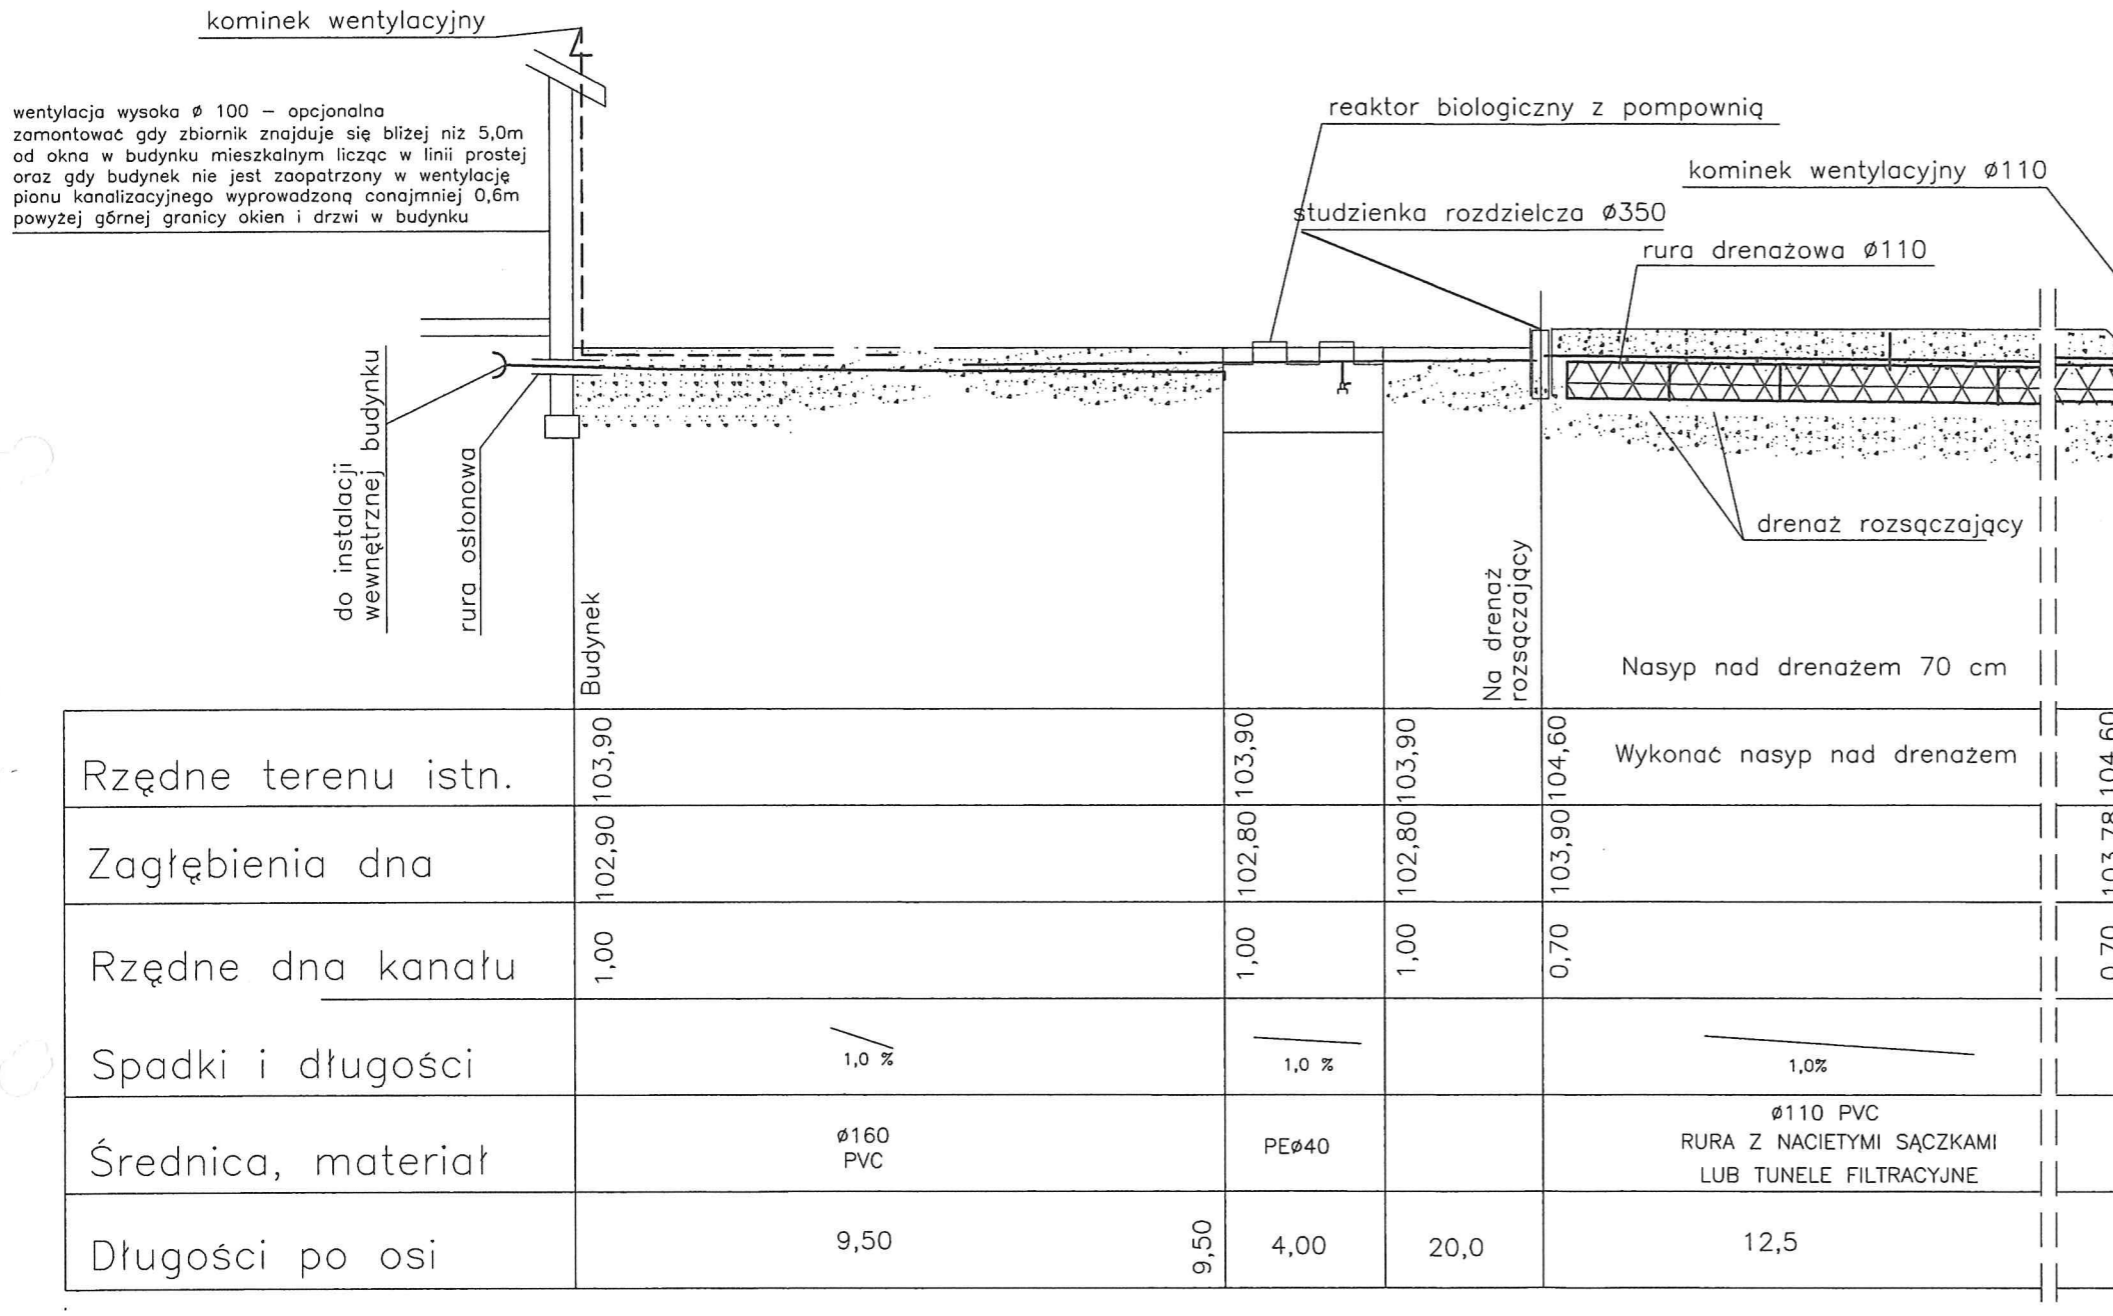 kominek wentylacyjny
wentylacja wysoka ø 100 – opcjonalna
zamontować gdy zbiornik znajduje się bliżej niż 5,0m
od okna w budynku mieszkalnym licząc w linii prostej
oraz gdy budynek nie jest zaopatrzony w wentylację
pionu kanalizacyjnego wyprowadzoną conajmniej 0,6m
powyżej górnej granicy okien i drzwi w budynku
reaktor biologiczny z pompownią
kominek wentylacyjny ø110
studzienka rozdzielcza ø350
rura drenażowa ø110
do instalacji
wewnętrznej budynku
rura osłonowa
Budynek
Na drenaż
rozsączający
drenaż rozsączający
Nasyp nad drenażem 70 cm
Rzędne terenu istn.
103,90
103,90
103,90
104,60
Wykonać nasyp nad drenażem
104,60
Zagłębienia dna
102,90
102,80
102,80
103,90
103,78
Rzędne dna kanału
1,00
1,00
1,00
0,70
0,70
Spadki i długości
1,0 %
1,0 %
1,0%
Średnica, materiał
ø160
PVC
PEø40
ø110 PVC
RURA Z NACIETYMI SĄCZKAMI
LUB TUNELE FILTRACYJNE
Długości po osi
9,50
9,50
4,00
20,0
12,5